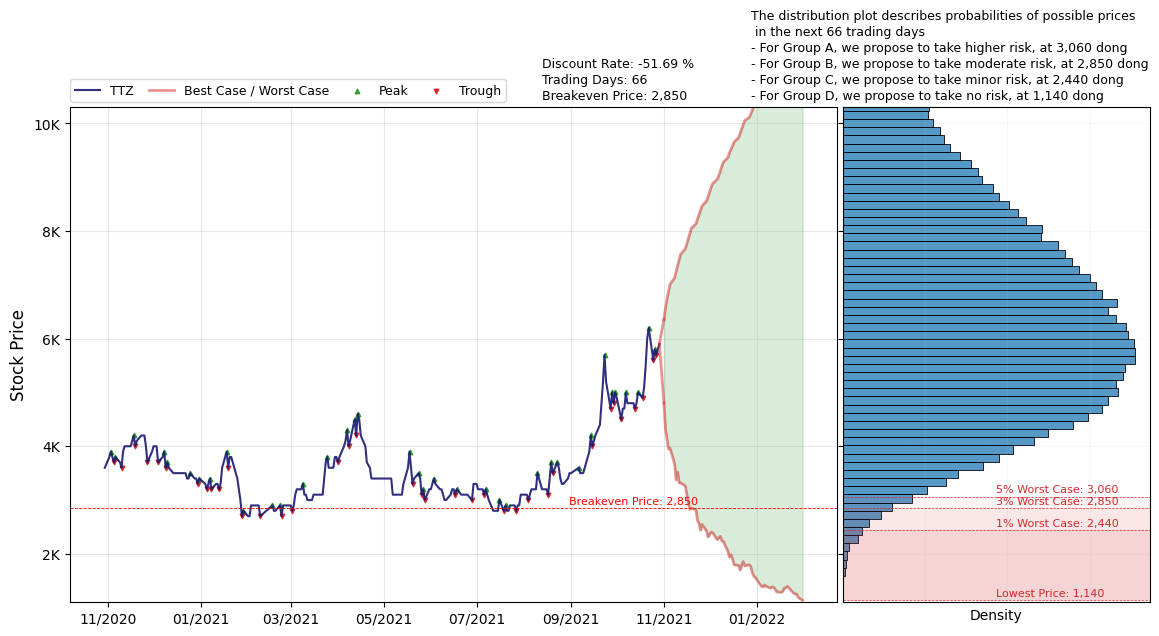 The distribution plot describes probabilities of possible prices
in the next 66 trading days
- For Group A, we propose to take higher risk, at 3,060 dong
- For Group B, we propose to take moderate risk, at 2,850 dong
- For Group C, we propose to take minor risk, at 2,440 dong
- For Group D, we propose to take no risk, at 1,140 dong
Discount Rate: -51.69 %
Trading Days: 66
Breakeven Price: 2,850
TTZ
Best Case / Worst Case
Peak
Trough
Stock Price
10K
8K
6K
4K
2K
Breakeven Price: 2,850
5% Worst Case: 3,060
3% Worst Case: 2,850
1% Worst Case: 2,440
Lowest Price: 1,140
11/2020
01/2021
03/2021
05/2021
07/2021
09/2021
11/2021
01/2022
Density